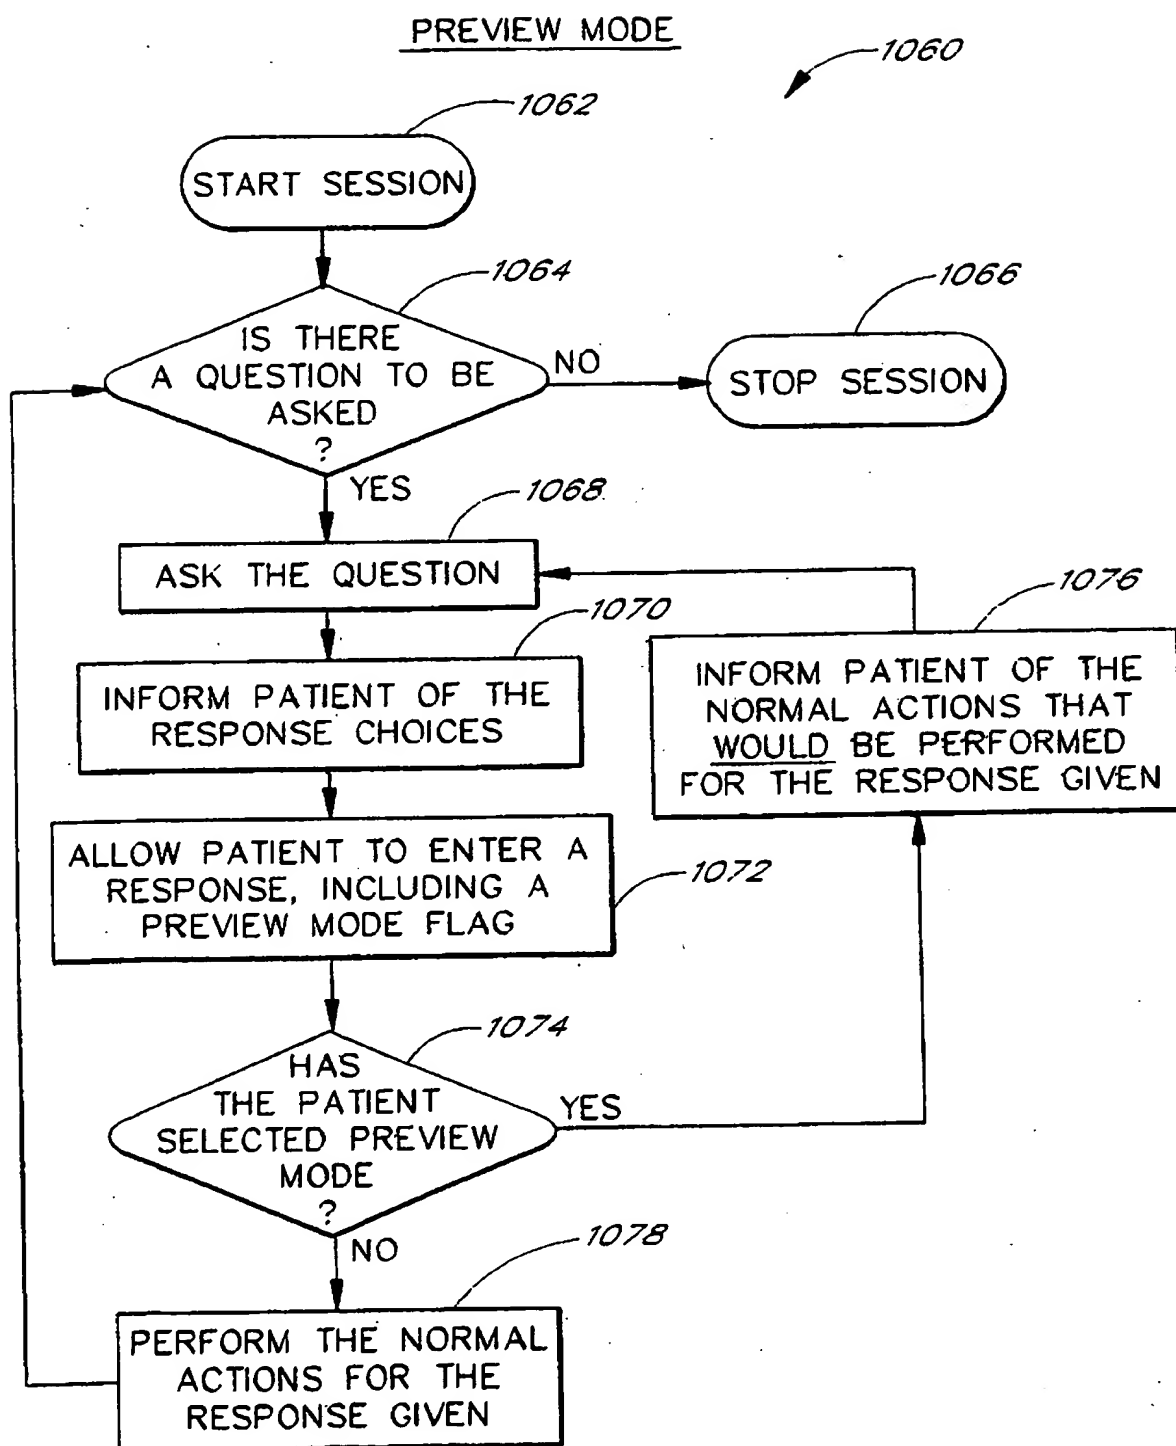 PREVIEW MODE
1060
1062
START SESSION
1064
IS THERE
A QUESTION TO BE
ASKED
?
NO
1066
STOP SESSION
YES
1068
ASK THE QUESTION
1070
INFORM PATIENT OF THE
RESPONSE CHOICES
1076
INFORM PATIENT OF THE
NORMAL ACTIONS THAT
WOULD BE PERFORMED
FOR THE RESPONSE GIVEN
ALLOW PATIENT TO ENTER A
RESPONSE, INCLUDING A
PREVIEW MODE FLAG
1072
1074
HAS
THE PATIENT
SELECTED PREVIEW
MODE
?
YES
NO
1078
PERFORM THE NORMAL
ACTIONS FOR THE
RESPONSE GIVEN